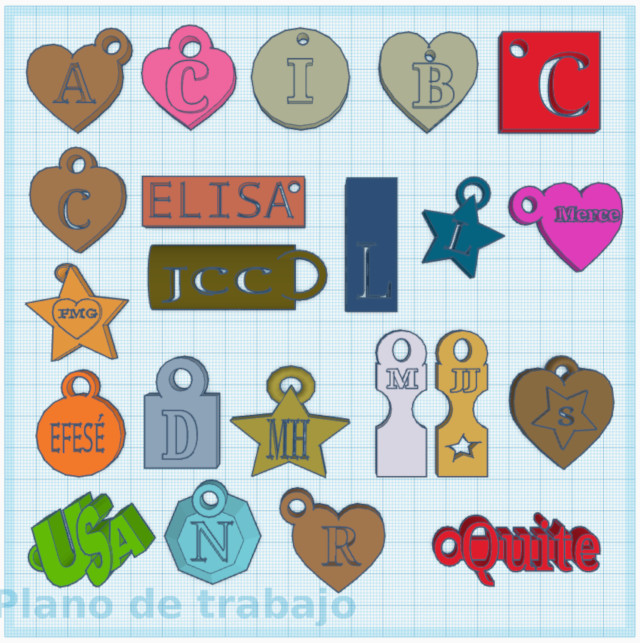 A
C
I
B
C
C
ELISA
L
L
Merce
JCC
FMG
M
JJ
EFESÉ
D
MH
S
USA
N
R
Quite
Plano de trabajo